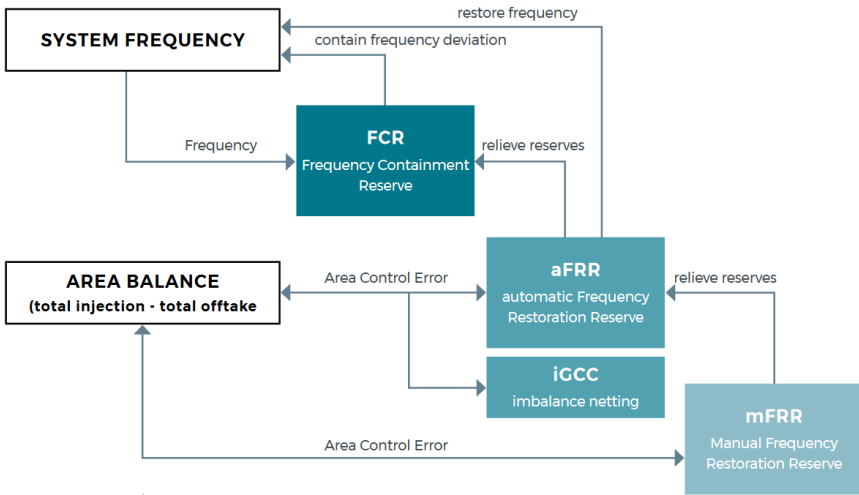 restore frequency
SYSTEM FREQUENCY
contain frequency deviation
Frequency
FCR
Frequency Containment
Reserve
relieve reserves
AREA BALANCE
(total injection - total offtake
Area Control Error
aFRR
automatic Frequency
Restoration Reserve
relieve reserves
iGCC
imbalance netting
Area Control Error
mFRR
Manual Frequency
Restoration Reserve